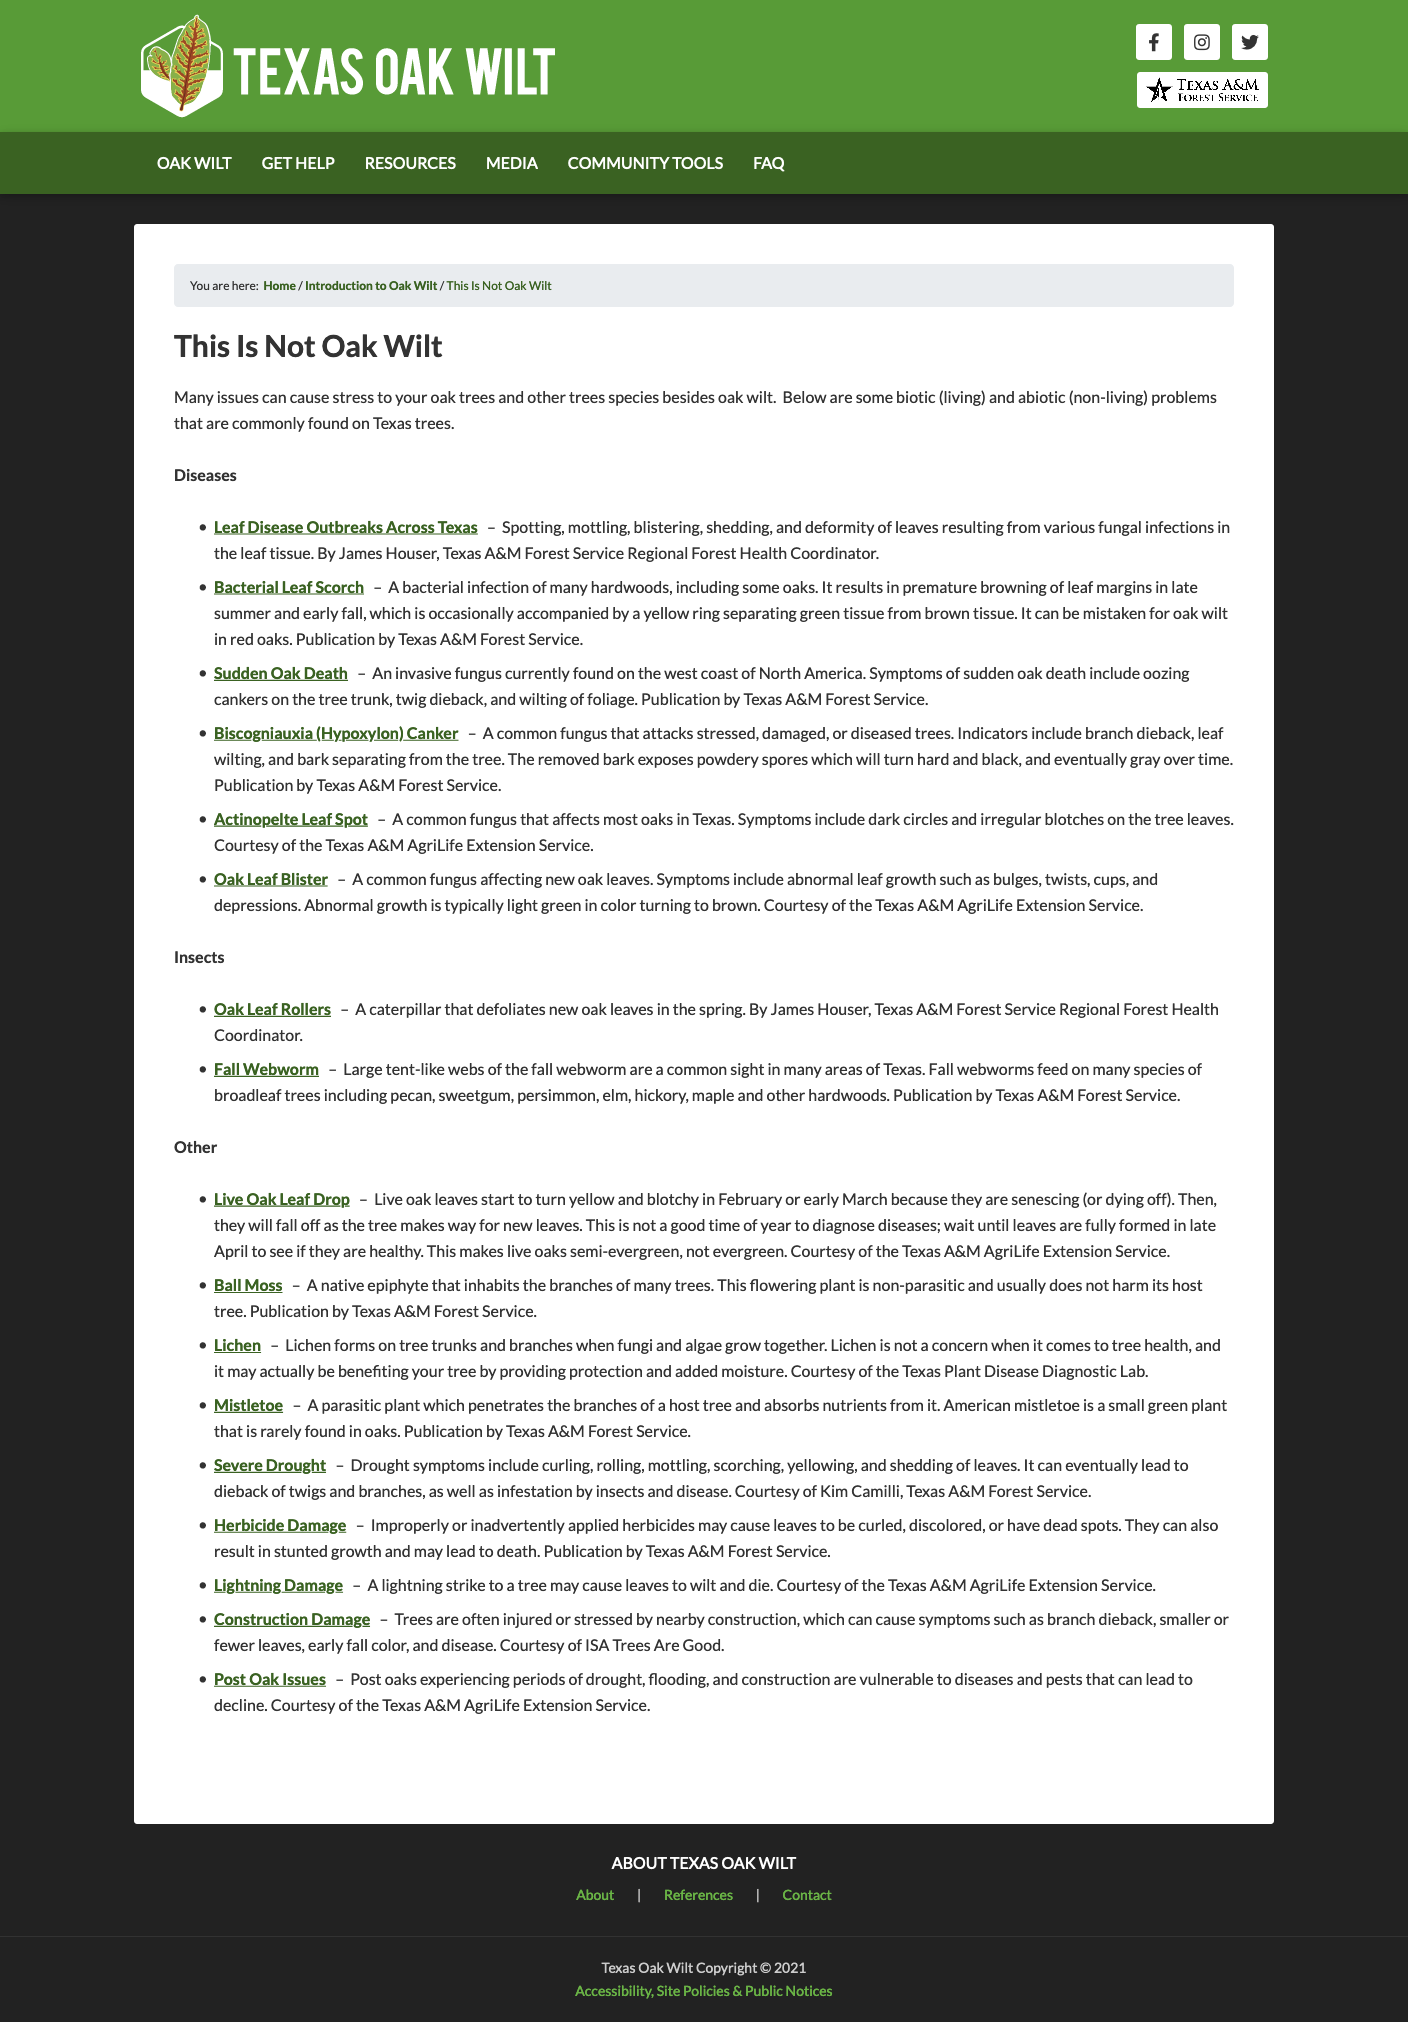 TEXAS OAK WILT
TEXAS A&M
FOREST SERVICE
OAK WILT GET HELP RESOURCES MEDIA COMMUNITY TOOLS FAQ
You are here: Home / Introduction to Oak Wilt / This Is Not Oak Wilt
This Is Not Oak Wilt
Many issues can cause stress to your oak trees and other trees species besides oak wilt.  Below are some biotic (living) and abiotic (non-living) problems
that are commonly found on Texas trees.
Diseases
• Leaf Disease Outbreaks Across Texas – Spotting, mottling, blistering, shedding, and deformity of leaves resulting from various fungal infections in
the leaf tissue. By James Houser, Texas A&M Forest Service Regional Forest Health Coordinator.
• Bacterial Leaf Scorch – A bacterial infection of many hardwoods, including some oaks. It results in premature browning of leaf margins in late
summer and early fall, which is occasionally accompanied by a yellow ring separating green tissue from brown tissue. It can be mistaken for oak wilt
in red oaks. Publication by Texas A&M Forest Service.
• Sudden Oak Death – An invasive fungus currently found on the west coast of North America. Symptoms of sudden oak death include oozing
cankers on the tree trunk, twig dieback, and wilting of foliage. Publication by Texas A&M Forest Service.
• Biscogniauxia (Hypoxylon) Canker – A common fungus that attacks stressed, damaged, or diseased trees. Indicators include branch dieback, leaf
wilting, and bark separating from the tree. The removed bark exposes powdery spores which will turn hard and black, and eventually gray over time.
Publication by Texas A&M Forest Service.
• Actinopelte Leaf Spot – A common fungus that affects most oaks in Texas. Symptoms include dark circles and irregular blotches on the tree leaves.
Courtesy of the Texas A&M AgriLife Extension Service.
• Oak Leaf Blister – A common fungus affecting new oak leaves. Symptoms include abnormal leaf growth such as bulges, twists, cups, and
depressions. Abnormal growth is typically light green in color turning to brown. Courtesy of the Texas A&M AgriLife Extension Service.
Insects
• Oak Leaf Rollers – A caterpillar that defoliates new oak leaves in the spring. By James Houser, Texas A&M Forest Service Regional Forest Health
Coordinator.
• Fall Webworm – Large tent-like webs of the fall webworm are a common sight in many areas of Texas. Fall webworms feed on many species of
broadleaf trees including pecan, sweetgum, persimmon, elm, hickory, maple and other hardwoods. Publication by Texas A&M Forest Service.
Other
• Live Oak Leaf Drop – Live oak leaves start to turn yellow and blotchy in February or early March because they are senescing (or dying off). Then,
they will fall off as the tree makes way for new leaves. This is not a good time of year to diagnose diseases; wait until leaves are fully formed in late
April to see if they are healthy. This makes live oaks semi-evergreen, not evergreen. Courtesy of the Texas A&M AgriLife Extension Service.
• Ball Moss – A native epiphyte that inhabits the branches of many trees. This flowering plant is non-parasitic and usually does not harm its host
tree. Publication by Texas A&M Forest Service.
• Lichen – Lichen forms on tree trunks and branches when fungi and algae grow together. Lichen is not a concern when it comes to tree health, and
it may actually be benefiting your tree by providing protection and added moisture. Courtesy of the Texas Plant Disease Diagnostic Lab.
• Mistletoe – A parasitic plant which penetrates the branches of a host tree and absorbs nutrients from it. American mistletoe is a small green plant
that is rarely found in oaks. Publication by Texas A&M Forest Service.
• Severe Drought – Drought symptoms include curling, rolling, mottling, scorching, yellowing, and shedding of leaves. It can eventually lead to
dieback of twigs and branches, as well as infestation by insects and disease. Courtesy of Kim Camilli, Texas A&M Forest Service.
• Herbicide Damage – Improperly or inadvertently applied herbicides may cause leaves to be curled, discolored, or have dead spots. They can also
result in stunted growth and may lead to death. Publication by Texas A&M Forest Service.
• Lightning Damage – A lightning strike to a tree may cause leaves to wilt and die. Courtesy of the Texas A&M AgriLife Extension Service.
• Construction Damage – Trees are often injured or stressed by nearby construction, which can cause symptoms such as branch dieback, smaller or
fewer leaves, early fall color, and disease. Courtesy of ISA Trees Are Good.
• Post Oak Issues – Post oaks experiencing periods of drought, flooding, and construction are vulnerable to diseases and pests that can lead to
decline. Courtesy of the Texas A&M AgriLife Extension Service.
ABOUT TEXAS OAK WILT
About | References | Contact
Texas Oak Wilt Copyright © 2021
Accessibility, Site Policies & Public Notices